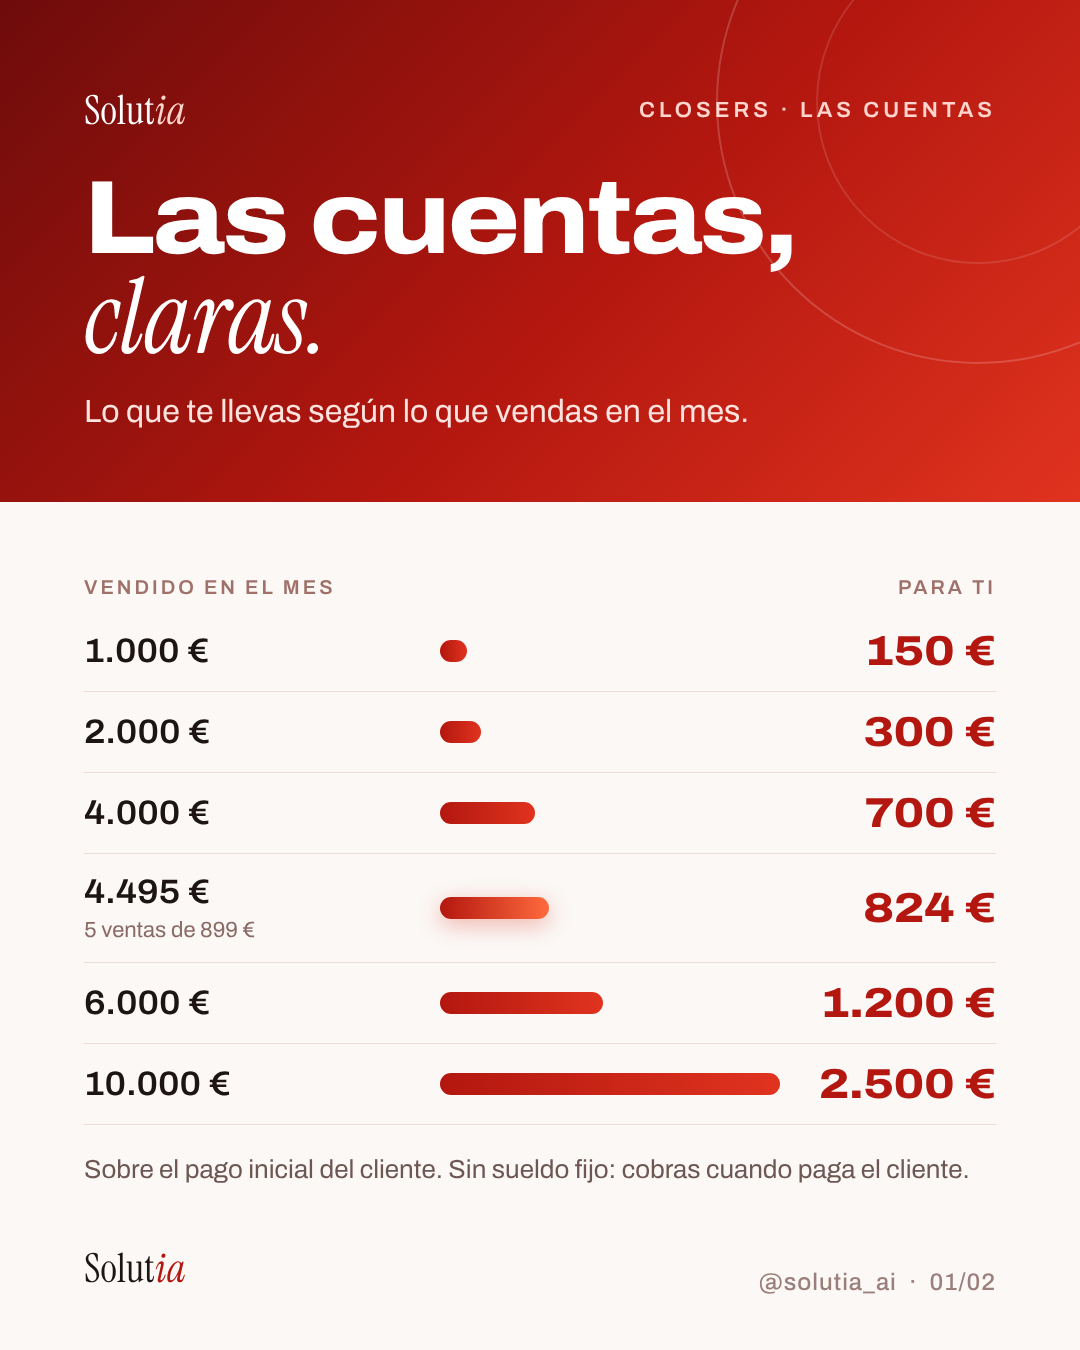 Solutia
CLOSERS · LAS CUENTAS
Las cuentas,
claras.
Lo que te llevas según lo que vendas en el mes.
VENDIDO EN EL MES
PARA TI
1.000 €
150 €
2.000 €
300 €
4.000 €
700 €
4.495 €
5 ventas de 899 €
824 €
6.000 €
1.200 €
10.000 €
2.500 €
Sobre el pago inicial del cliente. Sin sueldo fijo: cobras cuando paga el cliente.
Solutia
@solutia_ai · 01/02